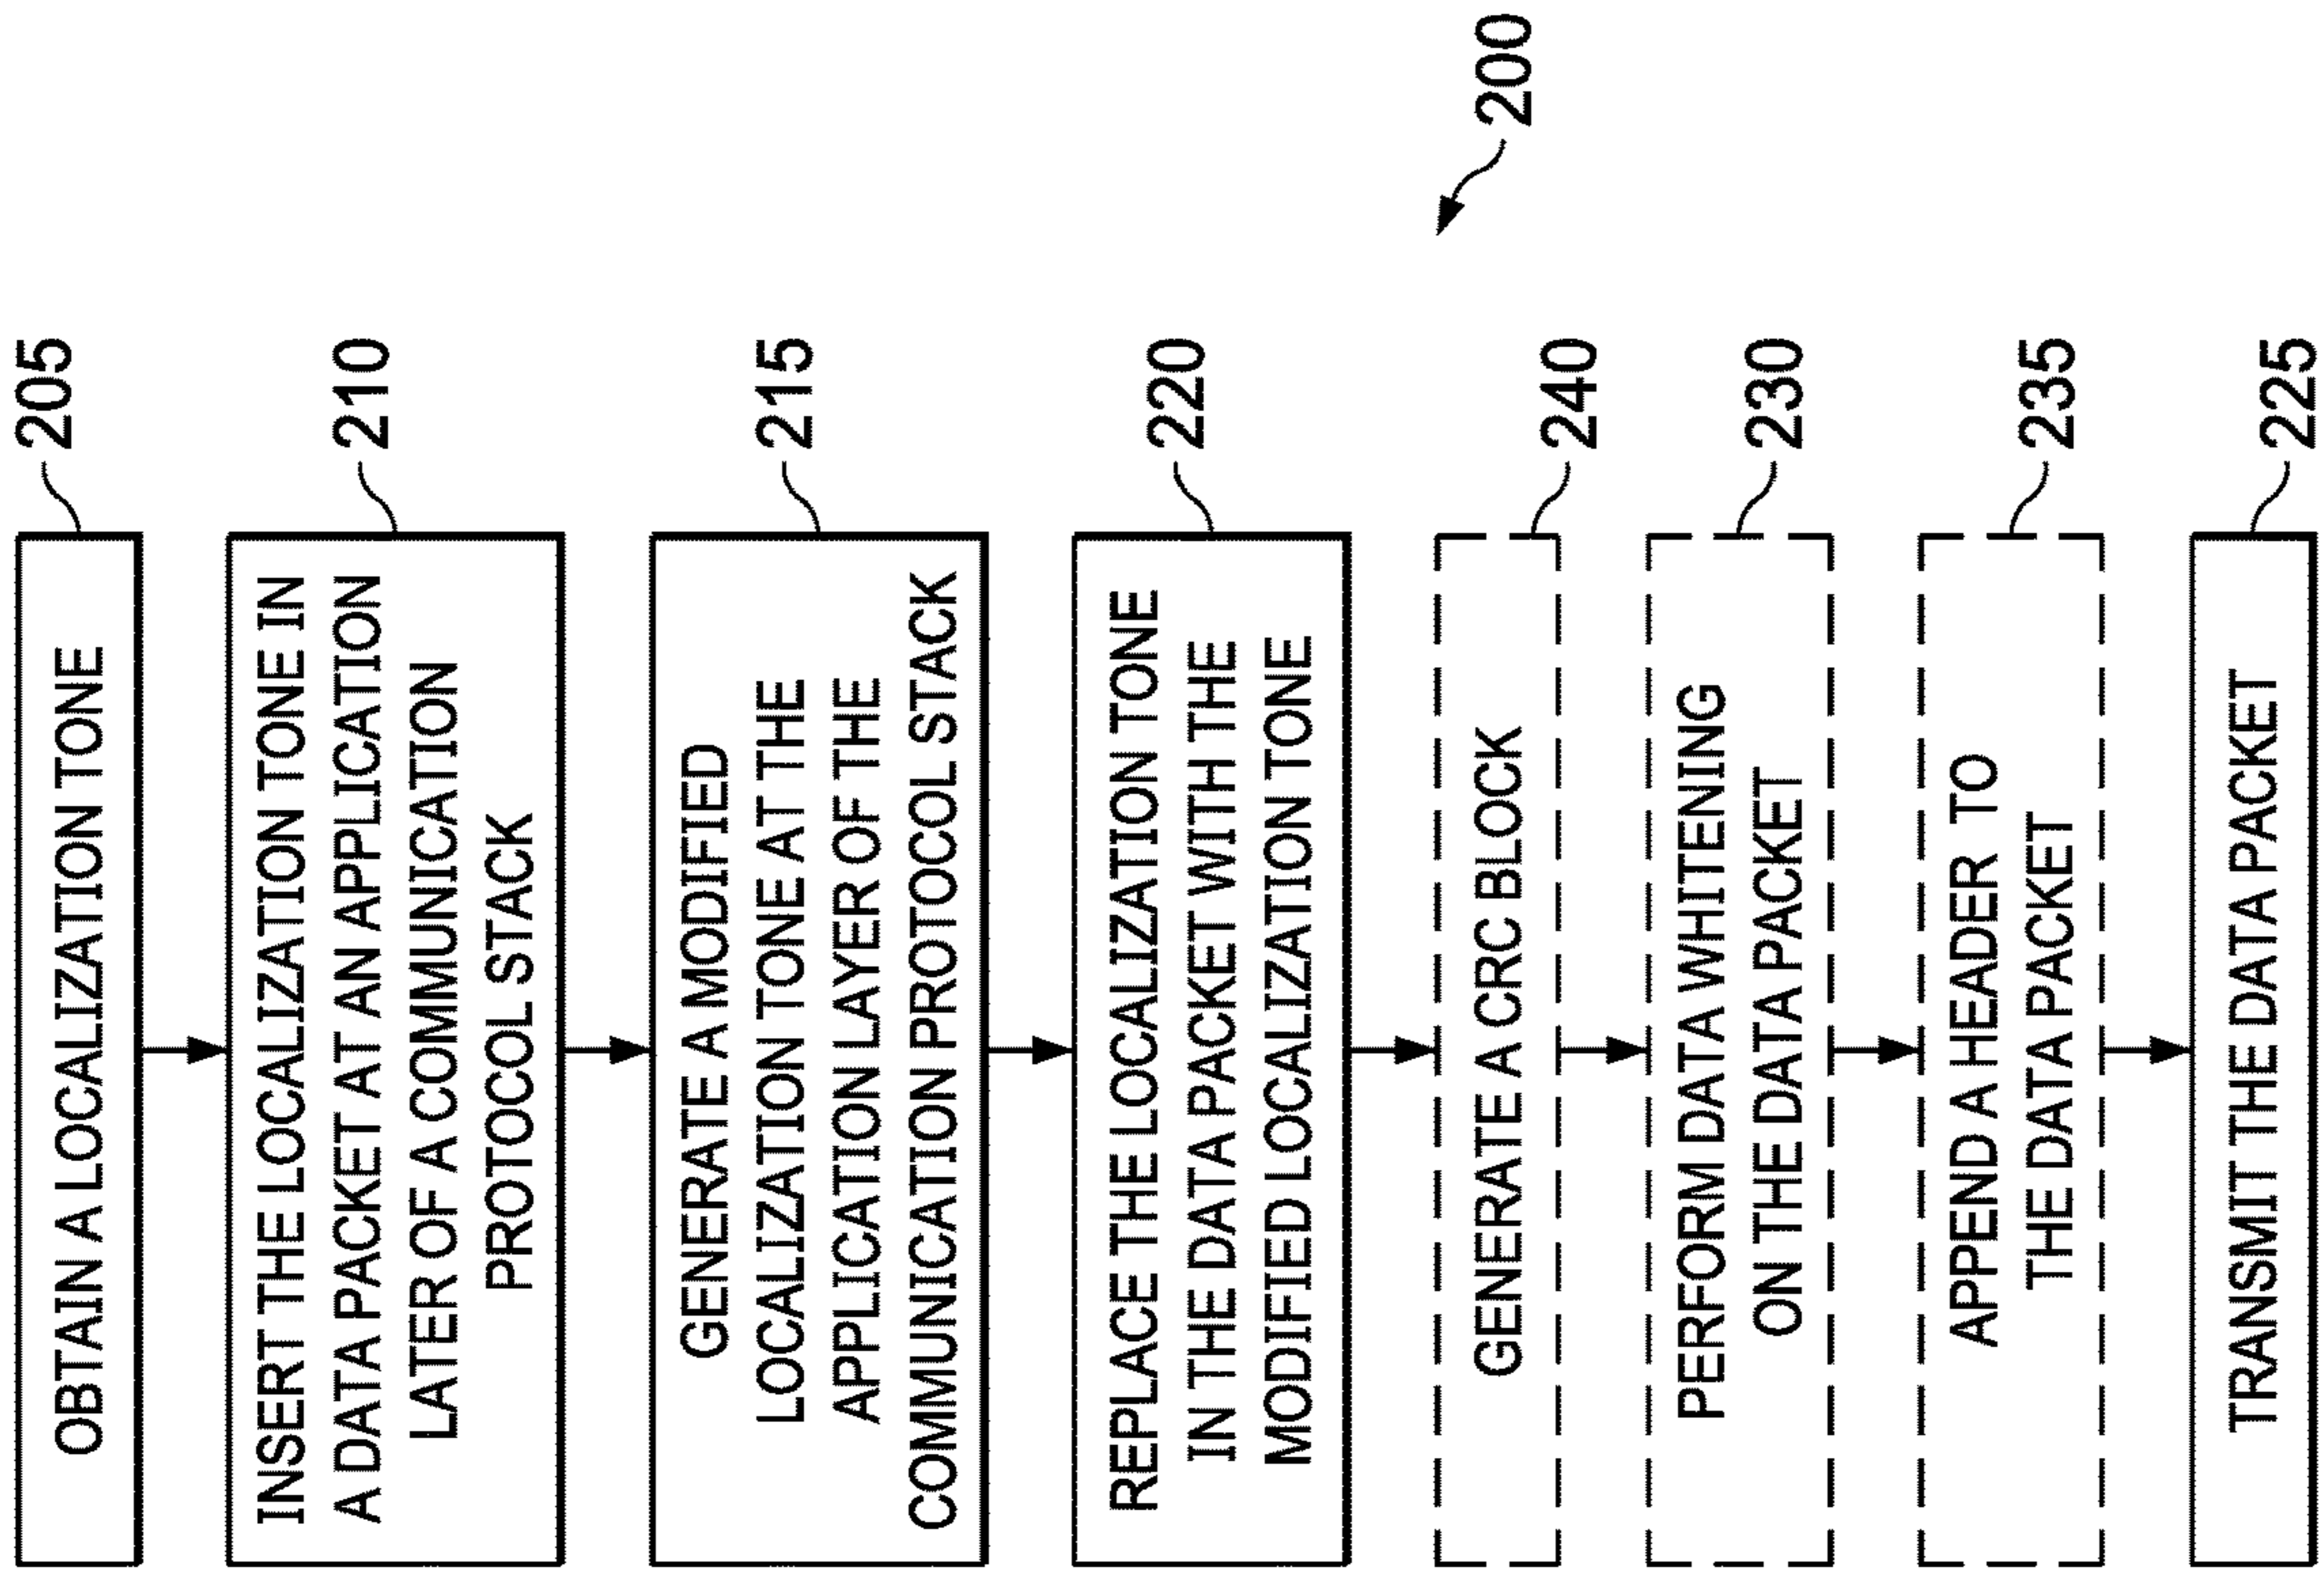 OBTAIN A LOCALIZATION TONE
205
INSERT THE LOCALIZATION TONE IN
A DATA PACKET AT AN APPLICATION
LATER OF A COMMUNICATION
PROTOCOL STACK
210
GENERATE A MODIFIED
LOCALIZATION TONE AT THE
APPLICATION LAYER OF THE
COMMUNICATION PROTOCOL STACK
215
REPLACE THE LOCALIZATION TONE
IN THE DATA PACKET WITH THE
MODIFIED LOCALIZATION TONE
220
GENERATE A CRC BLOCK
240
PERFORM DATA WHITENING
ON THE DATA PACKET
230
APPEND A HEADER TO
THE DATA PACKET
235
TRANSMIT THE DATA PACKET
225
200